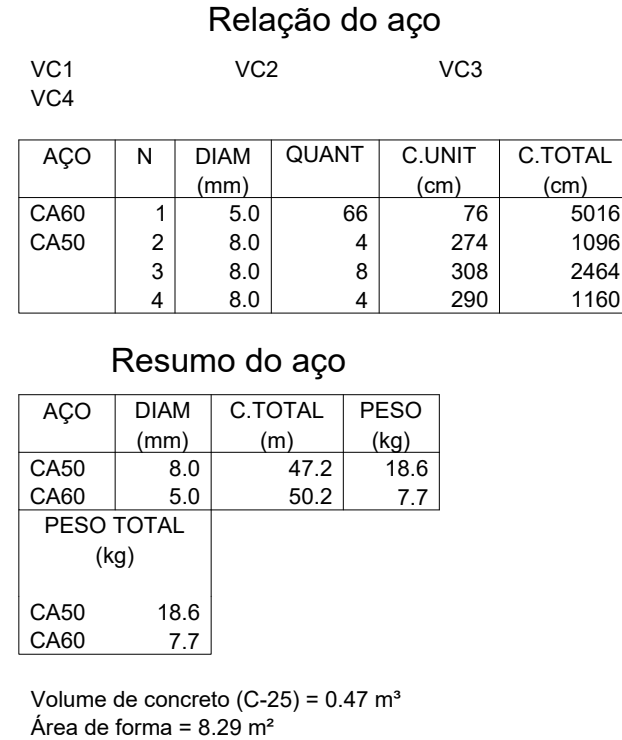 Relação do aço
VC1 VC2 VC3
VC4
AÇO N DIAM QUANT C.UNIT C.TOTAL
(mm) (cm) (cm)
CA60 1 5.0 66 76 5016
CA50 2 8.0 4 274 1096
3 8.0 8 308 2464
4 8.0 4 290 1160
Resumo do aço
AÇO DIAM C.TOTAL PESO
(mm) (m) (kg)
CA50 8.0 47.2 18.6
CA60 5.0 50.2 7.7
PESO TOTAL
(kg)
CA50 18.6
CA60 7.7
Volume de concreto (C-25) = 0.47 m³
Área de forma = 8.29 m²